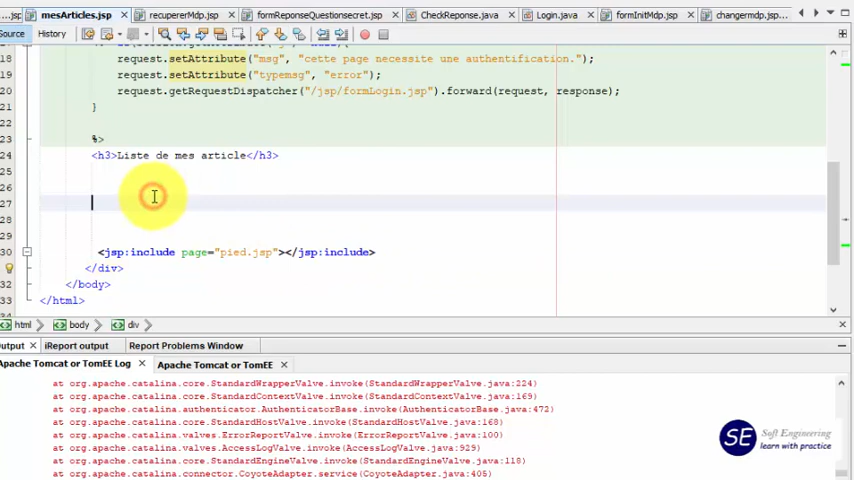 ...jsp mesArticles.jsp recupererMdp.jsp formReponseQuestionsecret.jsp CheckReponse.java Login.java formInitMdp.jsp changermdp.jsp...
Source History
18 request.setAttribute("msg", "cette page necessite une authentification.");
19 request.setAttribute("typemsg", "error");
20 request.getRequestDispatcher("/jsp/formLogin.jsp").forward(request, response);
21 }
22
23 %>
24 <h3>Liste de mes article</h3>
25
26
27
28
29
30 <jsp:include page="pied.jsp"></jsp:include>
31 </div>
32 </body>
33 </html>
html body div
Output iReport output Report Problems Window
Apache Tomcat or TomEE Log Apache Tomcat or TomEE
at org.apache.catalina.core.StandardWrapperValve.invoke(StandardWrapperValve.java:224)
at org.apache.catalina.core.StandardContextValve.invoke(StandardContextValve.java:169)
at org.apache.catalina.authenticator.AuthenticatorBase.invoke(AuthenticatorBase.java:472)
at org.apache.catalina.core.StandardHostValve.invoke(StandardHostValve.java:168)
at org.apache.catalina.valves.ErrorReportValve.invoke(ErrorReportValve.java:100)
at org.apache.catalina.valves.AccessLogValve.invoke(AccessLogValve.java:925)
at org.apache.catalina.core.StandardEngineValve.invoke(StandardEngineValve.java:118)
at org.apache.catalina.connector.CoyoteAdapter.service(CoyoteAdapter.java:405)
SE Soft Engineering
learn with practice